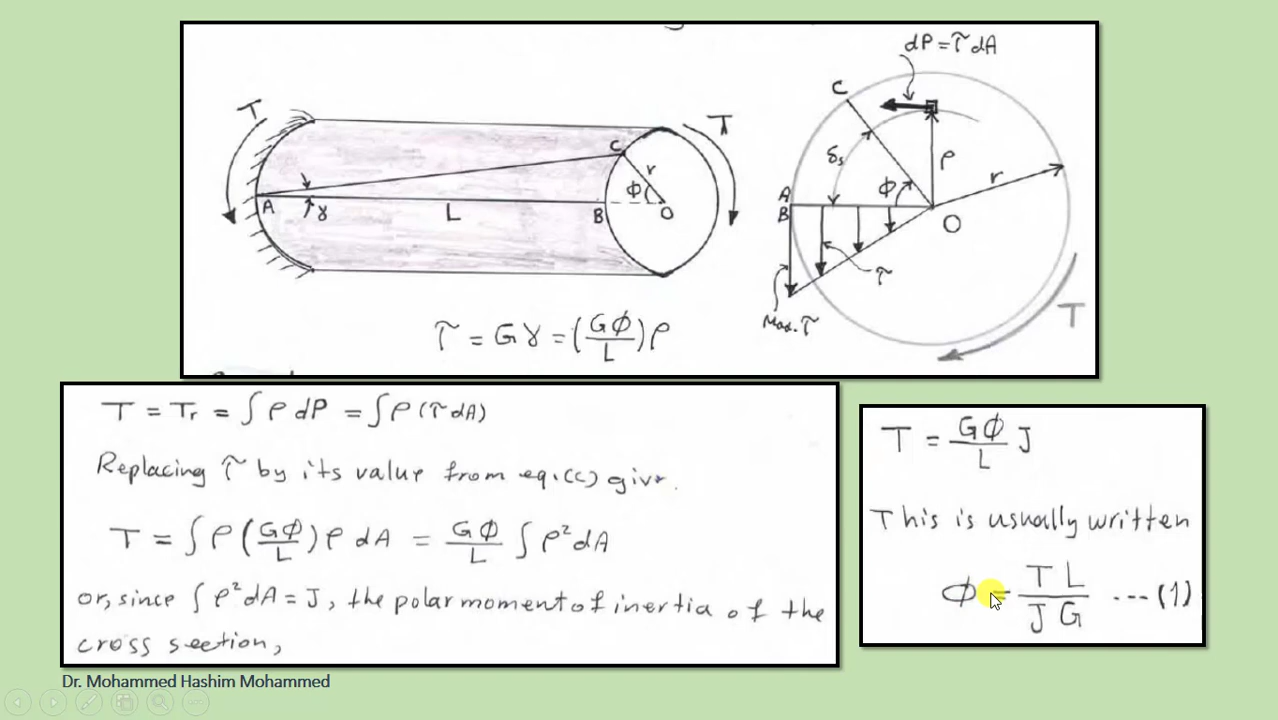 dP = τ dA
C
T
T
C
r
δs
ρ
r
ϕ
ϕ
A
γ
L
B
O
A
B
O
τ
Max. τ
T
τ = Gγ = (Gϕ/L) ρ
T = Tr = ∫ ρ dP = ∫ ρ (τ dA)
Replacing τ by its value from eq.(c) give
T = ∫ ρ (Gϕ/L) ρ dA = Gϕ/L ∫ ρ² dA
or, since ∫ ρ² dA = J, the polar moment of inertia of the
cross section,
T = Gϕ/L J
This is usually written
ϕ = TL/JG ---(1)
Dr. Mohammed Hashim Mohammed